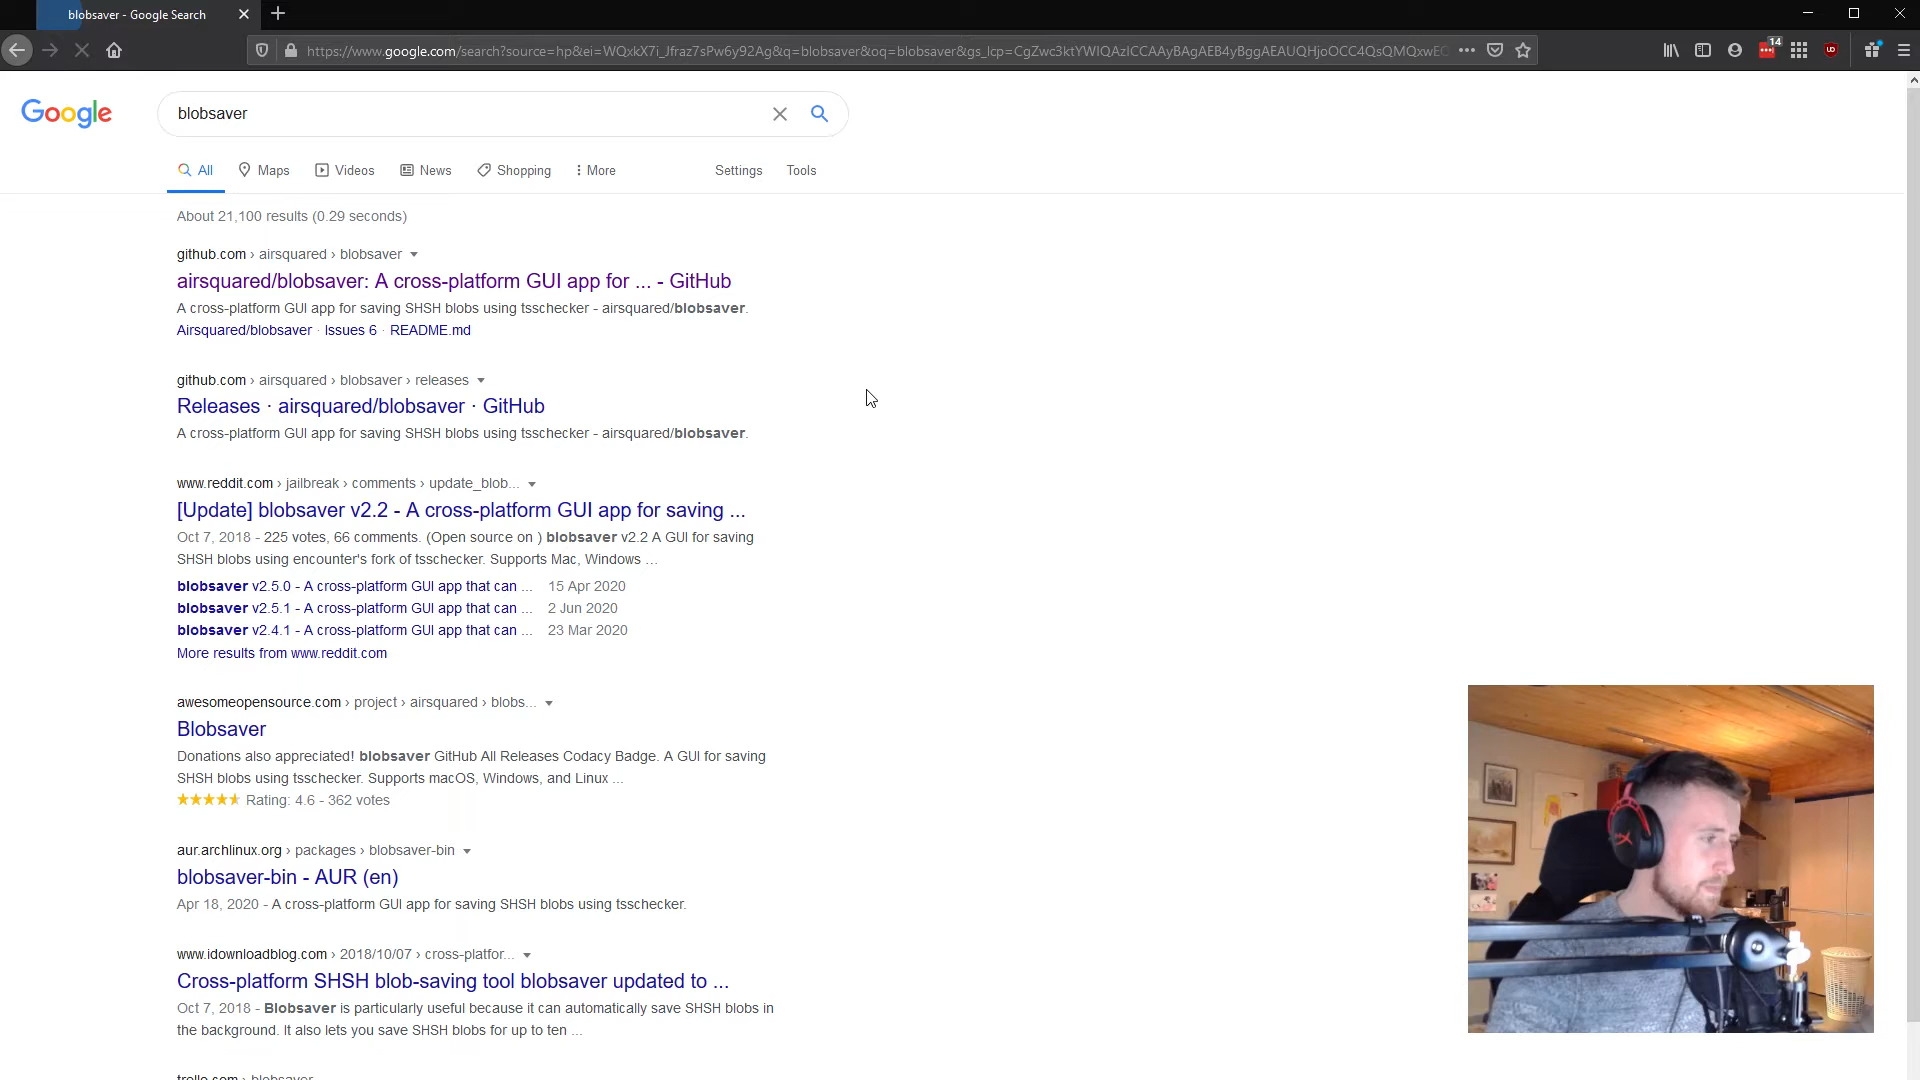 blobsaver - Google Search
https://www.google.com/search?source=hp&ei=WQxkX7i_Jfraz7sPw6y92Ag&q=blobsaver&oq=blobsaver&gs_lcp=CgZwc3ktYWIQAzICCAAyBAgAEAB4yBggAEAUQHjoOCC4QsQMQxwEC
14
Google
blobsaver
All
Maps
Videos
News
Shopping
More
Settings
Tools
About 21,100 results (0.29 seconds)
github.com › airsquared › blobsaver
airsquared/blobsaver: A cross-platform GUI app for ... - GitHub
A cross-platform GUI app for saving SHSH blobs using tsschecker - airsquared/blobsaver.
Airsquared/blobsaver · Issues 6 · README.md
github.com › airsquared › blobsaver › releases
Releases · airsquared/blobsaver · GitHub
A cross-platform GUI app for saving SHSH blobs using tsschecker - airsquared/blobsaver.
www.reddit.com › jailbreak › comments › update_blob...
[Update] blobsaver v2.2 - A cross-platform GUI app for saving ...
Oct 7, 2018 - 225 votes, 66 comments. (Open source on ) blobsaver v2.2 A GUI for saving
SHSH blobs using encounter's fork of tsschecker. Supports Mac, Windows ...
blobsaver v2.5.0 - A cross-platform GUI app that can ... 15 Apr 2020
blobsaver v2.5.1 - A cross-platform GUI app that can ... 2 Jun 2020
blobsaver v2.4.1 - A cross-platform GUI app that can ... 23 Mar 2020
More results from www.reddit.com
awesomeopensource.com › project › airsquared › blobs...
Blobsaver
Donations also appreciated! blobsaver GitHub All Releases Codacy Badge. A GUI for saving
SHSH blobs using tsschecker. Supports macOS, Windows, and Linux ...
Rating: 4.6 - 362 votes
aur.archlinux.org › packages › blobsaver-bin
blobsaver-bin - AUR (en)
Apr 18, 2020 - A cross-platform GUI app for saving SHSH blobs using tsschecker.
www.idownloadblog.com › 2018/10/07 › cross-platfor...
Cross-platform SHSH blob-saving tool blobsaver updated to ...
Oct 7, 2018 - Blobsaver is particularly useful because it can automatically save SHSH blobs in
the background. It also lets you save SHSH blobs for up to ten ...
trello.com › blobsaver